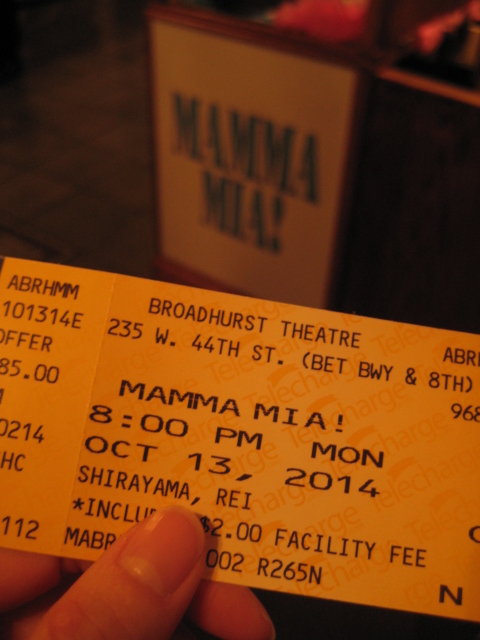 MAMMA
MIA!
ABRHMM
101314E
OFFER
85.00
0214
HC
112
BROADHURST THEATRE
235 W. 44TH ST. (BET BWY & 8TH)
MAMMA MIA!
8:00 PM MON
OCT 13, 2014
SHIRAYAMA, REI
*INCLU $2.00 FACILITY FEE
MABR 002 R265N
ABR
968
N
Telecharge